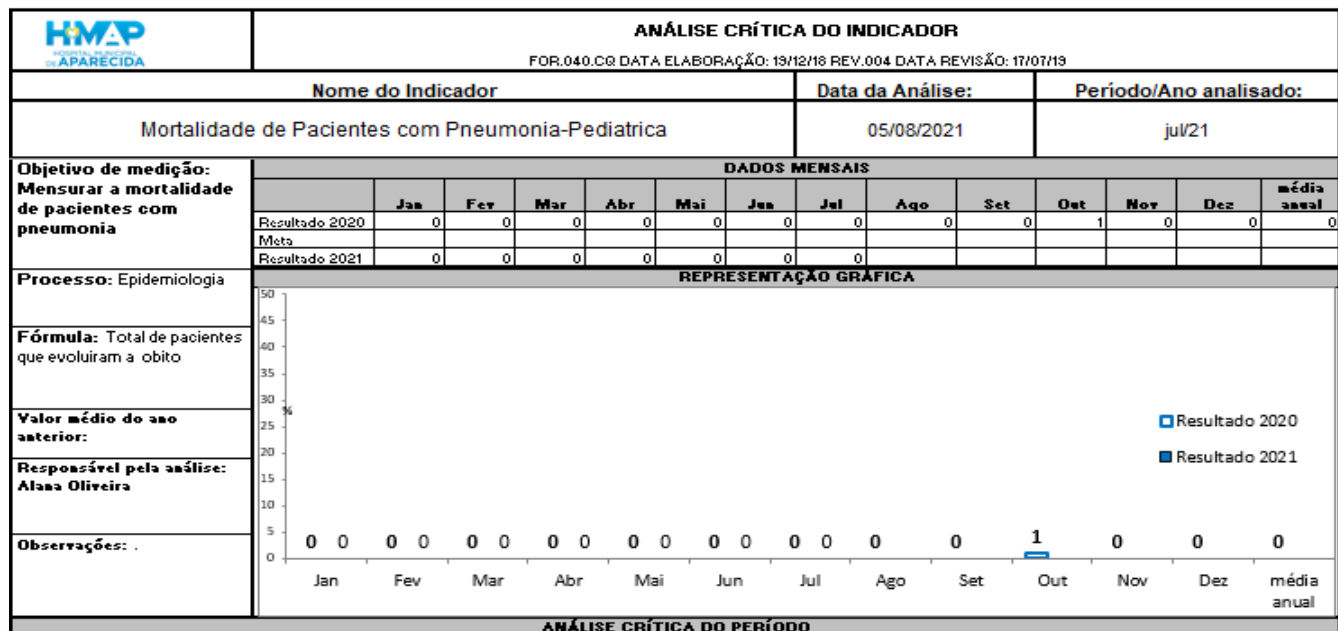 HMAP
HOSPITAL MUNICIPAL
DE APARECIDA
ANÁLISE CRÍTICA DO INDICADOR
FOR.040.CQ DATA ELABORAÇÃO: 19/12/18 REV.004 DATA REVISÃO: 17/07/19
Nome do Indicador Data da Análise: Período/Ano analisado:
Mortalidade de Pacientes com Pneumonia-Pediatrica 05/08/2021 jul/21
Objetivo de medição:
Mensurar a mortalidade
de pacientes com
pneumonia
DADOS MENSAIS
Jan Fev Mar Abr Mai Jun Jul Ago Set Out Nov Dez média anual
Resultado 2020 0 0 0 0 0 0 0 0 0 1 0 0 0
Meta
Resultado 2021 0 0 0 0 0 0 0
Processo: Epidemiologia
Fórmula: Total de pacientes
que evoluiram a obito
Valor médio do ano
anterior:
Responsável pela análise:
Alana Oliveira
Observações: .
REPRESENTAÇÃO GRÁFICA
50
45
40
35
30
25
20
15
10
5
0
%
Resultado 2020
Resultado 2021
0 0 0 0 0 0 0 0 0 0 0 0 0 0 0 0 1 0 0 0
Jan Fev Mar Abr Mai Jun Jul Ago Set Out Nov Dez média
anual
ANÁLISE CRÍTICA DO PERÍODO